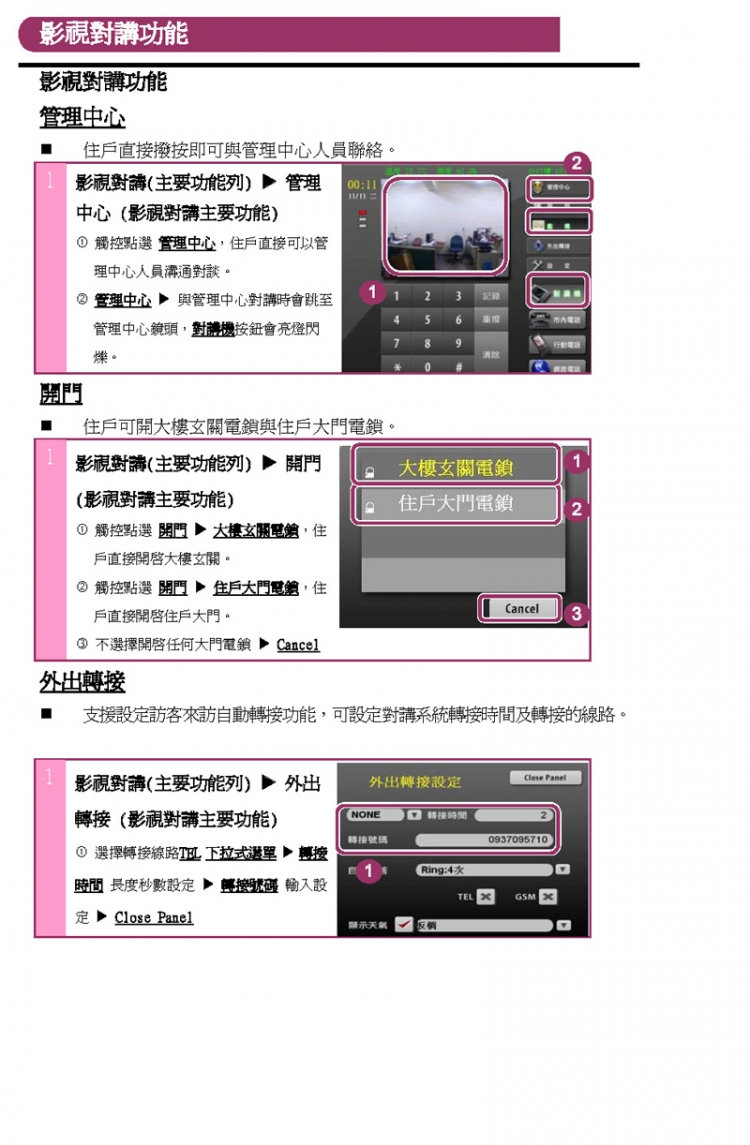 影視對講功能
影視對講功能
管理中心
■ 住戶直接撥按即可與管理中心人員聯絡。
1
影視對講(主要功能列) ▶ 管理
中心 (影視對講主要功能)
① 觸控點選 管理中心，住戶直接可以管
理中心人員溝通對談。
② 管理中心 ▶ 與管理中心對講時會跳至
管理中心鏡頭，對講機按鈕會亮燈閃
爍。
00:11
11/11 二
2
管理中心
外出轉接
設 定
對 講 機
市內電話
行動電話
網路電話
1
1 2 3 記錄
4 5 6 重撥
7 8 9
清除
* 0 #
開門
■ 住戶可開大樓玄關電鎖與住戶大門電鎖。
1
影視對講(主要功能列) ▶ 開門
(影視對講主要功能)
① 觸控點選 開門 ▶ 大樓玄關電鎖，住
戶直接開啓大樓玄關。
② 觸控點選 開門 ▶ 住戶大門電鎖，住
戶直接開啓住戶大門。
③ 不選擇開啓任何大門電鎖 ▶ Cancel
大樓玄關電鎖 1
住戶大門電鎖 2
Cancel 3
外出轉接
■ 支援設定訪客來訪自動轉接功能，可設定對講系統轉接時間及轉接的線路。
1
影視對講(主要功能列) ▶ 外出
轉接 (影視對講主要功能)
① 選擇轉接線路TEL 下拉式選單 ▶ 轉接
時間 長度秒數設定 ▶ 轉接號碼 輸入設
定 ▶ Close Panel
外出轉接設定 Close Panel
NONE 轉接時間 2
轉接號碼 0937095710
1 Ring:4次
TEL GSM
顯示天氣 板橋